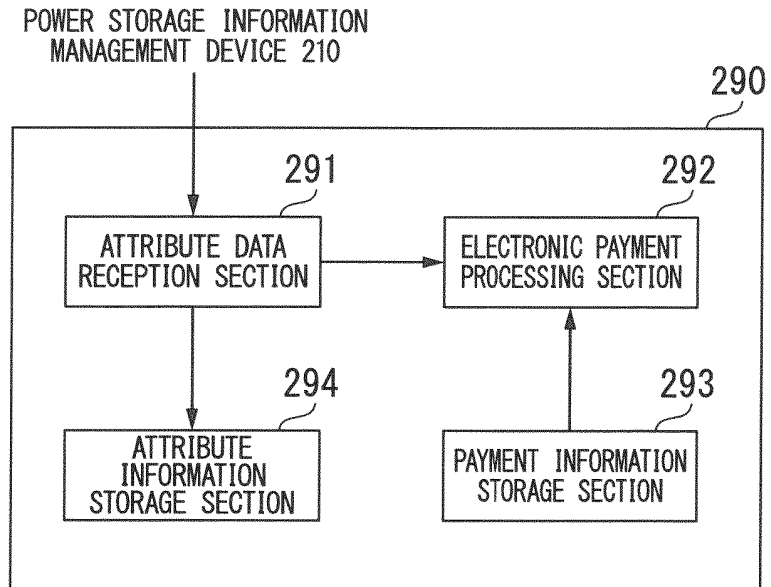 POWER STORAGE INFORMATION
MANAGEMENT DEVICE 210
290
291
292
ATTRIBUTE DATA
RECEPTION SECTION
ELECTRONIC PAYMENT
PROCESSING SECTION
294
293
ATTRIBUTE
INFORMATION
STORAGE SECTION
PAYMENT INFORMATION
STORAGE SECTION